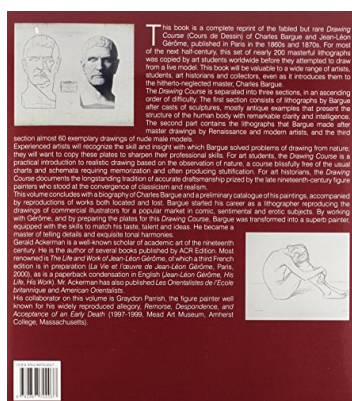 This book is a complete reprint of the fabled but rare Drawing
Course (Cours de Dessin) of Charles Bargue and Jean-Léon
Gérôme, published in Paris in the 1860s and 1870s. For most
of the next half-century, this set of nearly 200 masterful lithographs
was copied by art students worldwide before they attempted to draw
from a live model. This book will be valuable to a wide range of artists,
students, art historians and collectors, even as it introduces them to
the hitherto-neglected master, Charles Bargue.
The Drawing Course is separated into three sections, in an ascending
order of difficulty. The first section consists of lithographs by Bargue
after casts of sculptures, mostly antique examples that present the
structure of the human body with remarkable clarity and intelligence.
The second part contains the lithographs that Bargue made after
master drawings by Renaissance and modern artists, and the third
section almost 60 exemplary drawings of nude male models.
Experienced artists will recognize the skill and insight with which Bargue solved problems of drawing from nature;
they will want to copy these plates to sharpen their professional skills. For art students, the Drawing Course is a
practical introduction to realistic drawing based on the observation of nature, a course blissfully free of the usual
charts and schemata requiring memorization and often producing stultification. For art historians, the Drawing
Course documents the longstanding tradition of accurate draftsmanship prized by the late nineteenth-century figure
painters who stood at the convergence of classicism and realism.
This volume concludes with a biography of Charles Bargue and a preliminary catalogue of his paintings, accompanied
by reproductions of works both located and lost. Bargue started his career as a lithographer reproducing the
drawings of commercial illustrators for a popular market in comic, sentimental and erotic subjects. By working
with Gérôme, and by preparing the plates for this Drawing Course, Bargue was transformed into a superb painter,
equipped with the skills to match his taste, talent and ideas. He became a
master of telling details and exquisite tonal harmonies.
Gerald Ackerman is a well-known scholar of academic art of the nineteenth
century. He is the author of several books published by ACR Edition. Most
renowned is The Life and Work of Jean-Léon Gérôme, of which a third French
edition is in preparation (La Vie et l'œuvre de Jean-Léon Gérôme, Paris,
2000), as is a paperback condensation in English (Jean-Léon Gérôme, His
Life, His Work). Mr. Ackerman has also published Les Orientalistes de l'Ecole
britannique and American Orientalists.
His collaborator on this volume is Graydon Parrish, the figure painter well
known for his widely reproduced allegory, Remorse, Despondence, and
Acceptance of an Early Death (1997-1999, Mead Art Museum, Amherst
College, Massachusetts).